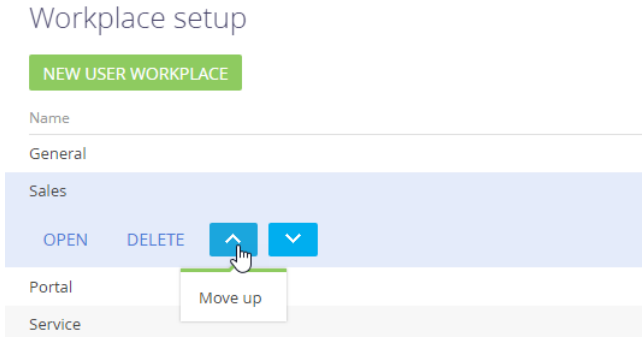 Workplace setup
NEW USER WORKPLACE
Name
General
Sales
OPEN DELETE
Portal
Move up
Service